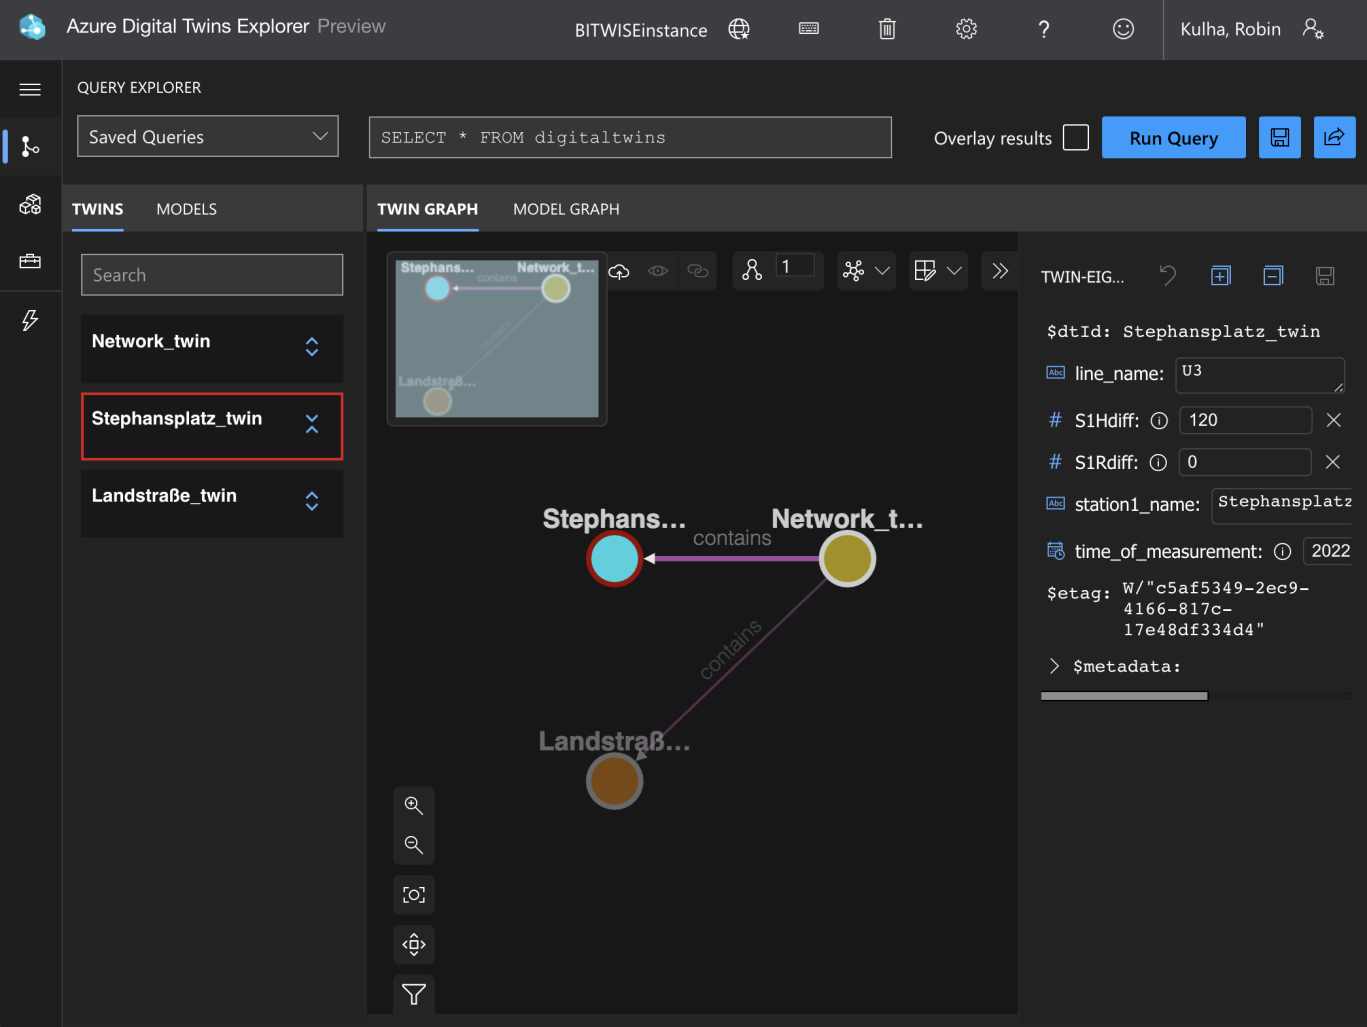 Azure Digital Twins Explorer Preview
BITWISEinstance
?
Kulha, Robin
QUERY EXPLORER
Saved Queries
SELECT * FROM digitaltwins
Overlay results
Run Query
TWINS
MODELS
TWIN GRAPH
MODEL GRAPH
Search
Network_twin
Stephansplatz_twin
Landstraße_twin
Stephans...
Network_t...
contains
contains
Landstraß...
1
Stephans...
Network_t...
contains
contains
Landstraß...
TWIN-EIG...
$dtId: Stephansplatz_twin
Abc line_name: U3
# S1Hdiff: 120
# S1Rdiff: 0
Abc station1_name: Stephansplatz
time_of_measurement: 2022
$etag: W/"c5af5349-2ec9-
4166-817c-
17e48df334d4"
$metadata: